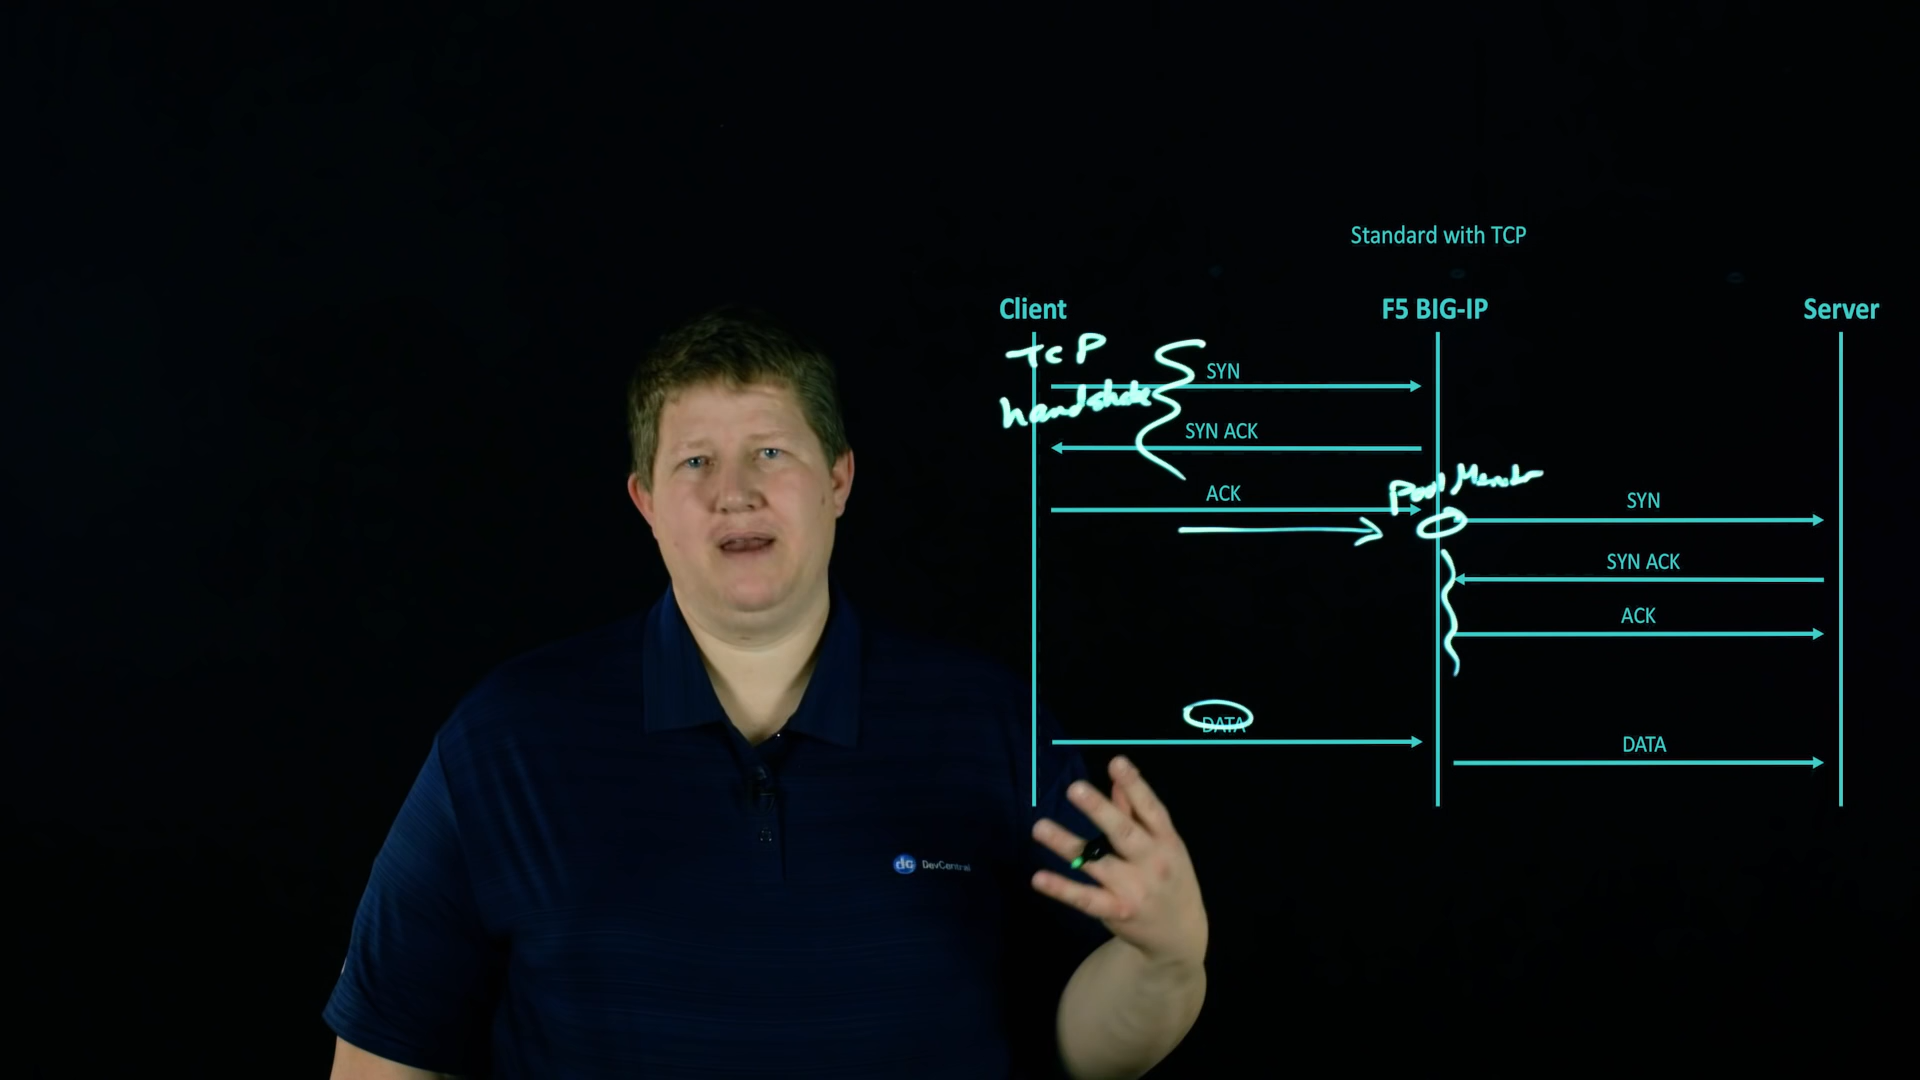 Standard with TCP
Client
F5 BIG-IP
Server
TCP
handshake
SYN
SYN ACK
ACK
Pool Member
SYN
SYN ACK
ACK
DATA
DATA
dc DevCentral